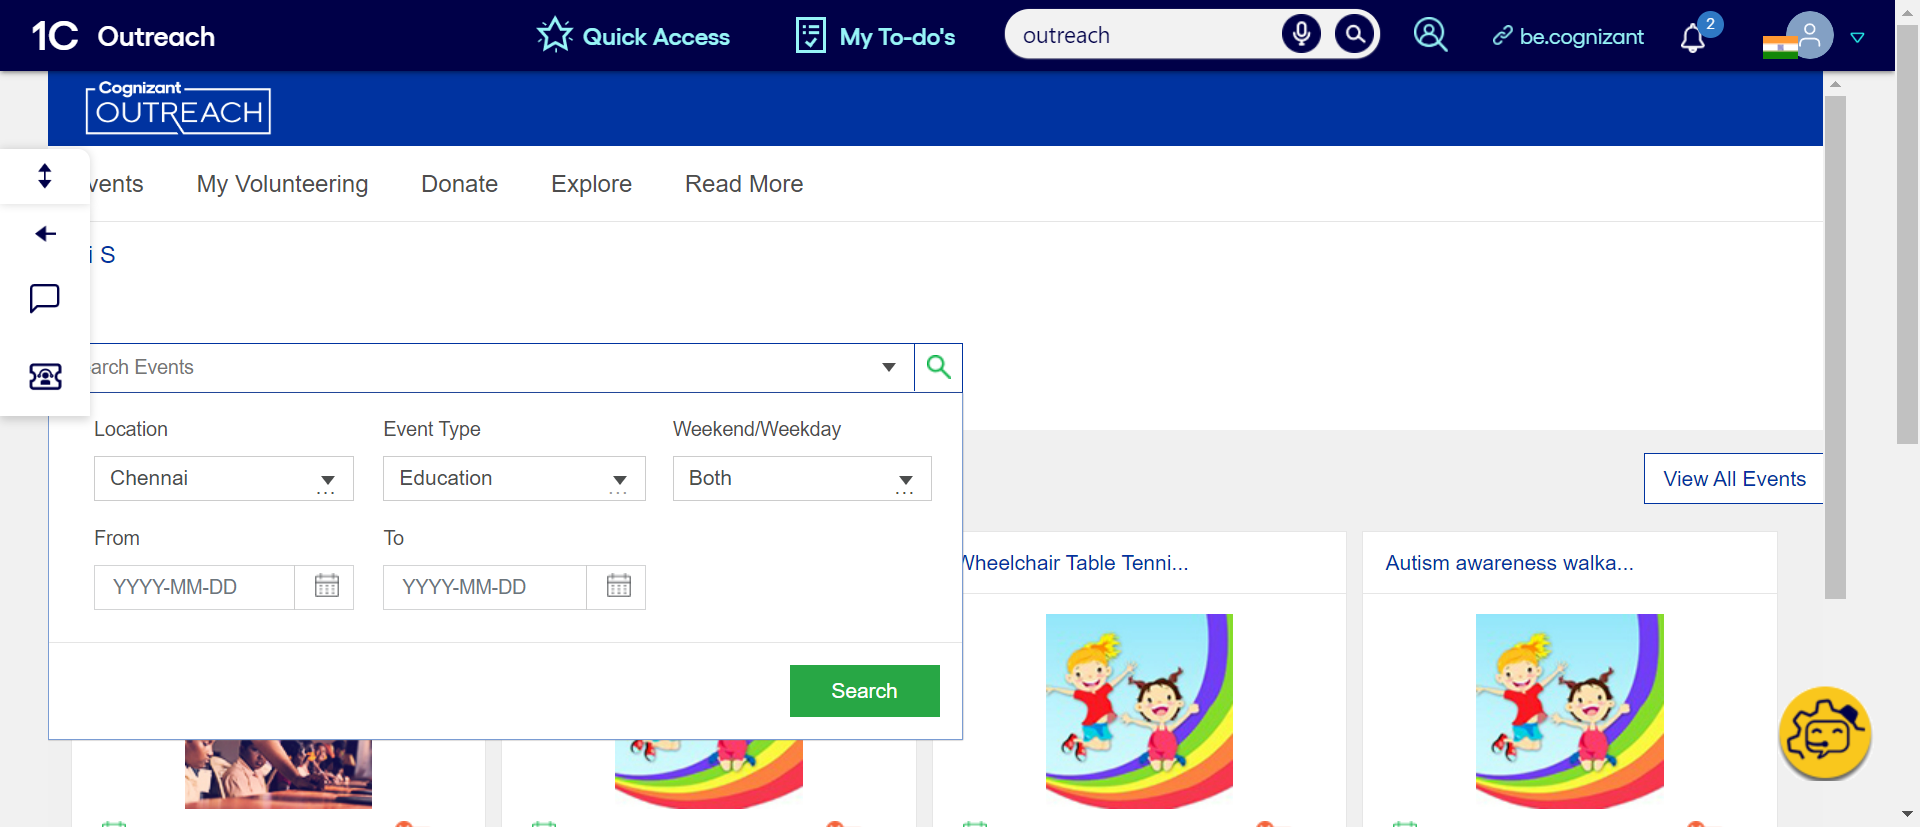 1C Outreach Quick Access My To-do's outreach be.cognizant 2
Cognizant
OUTREACH
vents My Volunteering Donate Explore Read More
i S
arch Events
Location Event Type Weekend/Weekday
Chennai ... Education ... Both ...
View All Events
From To
YYYY-MM-DD YYYY-MM-DD
Wheelchair Table Tenni... Autism awareness walka...
Search